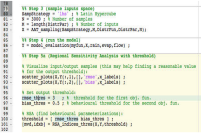 %% Step 3 (sample inputs space)
SampStrategy = 'lhs' ; % Latin Hypercube
N = 3000 ; % Number of samples
M = length(DistrPar); % Number of inputs
X = AAT_sampling(SampStrategy,M,DistrFun,DistrPar,N);
%% Step 4 (run the model)
Y = model_evaluation(myfun,X,rain,evap,flow) ;
%% Step 5a (Regional Sensitivity Analysis with threshold)
% Visualize input/output samples (this may help finding a reasonable value
% for the output threshold):
scatter_plots(X,Y(:,1),[],'rmse',X_labels) ;
scatter_plots(X,Y(:,2),[],'bias',X_labels) ;
% Set output threshold:
rmse_thres = 3 ; % threshold for the first obj. fun.
bias_thres = 0.5 ; % behavioural threshold for the second obj. fun.
% RSA (find behavioural parameterizations):
threshold = [ rmse_thres bias_thres ] ;
[mvd,idxb] = RSA_indices_thres(X,Y,threshold) ;